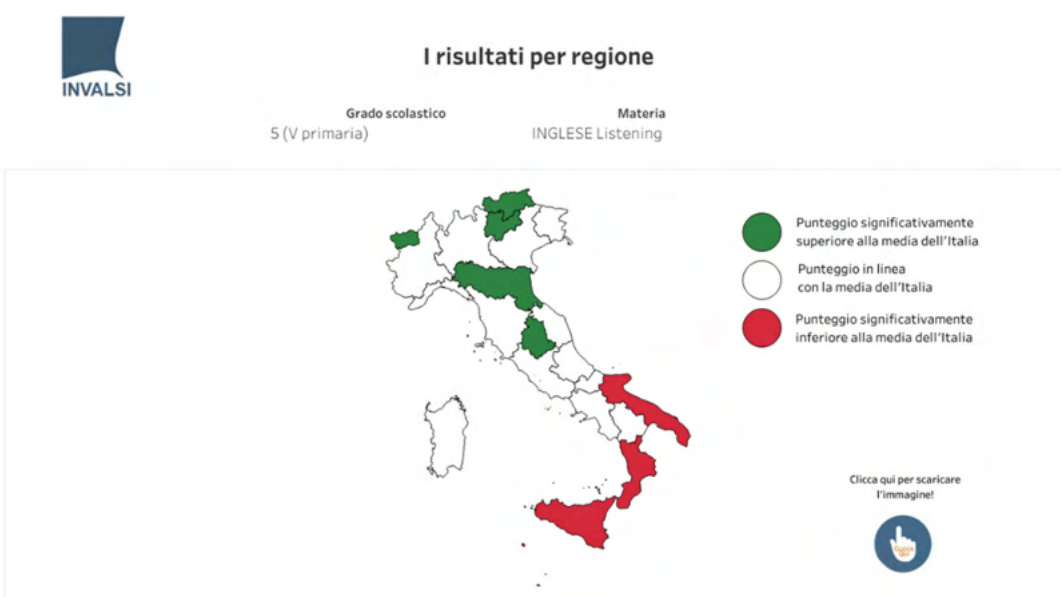 INVALSI
I risultati per regione
Grado scolastico
5 (V primaria)
Materia
INGLESE Listening
Punteggio significativamente
superiore alla media dell'Italia
Punteggio in linea
con la media dell'Italia
Punteggio significativamente
inferiore alla media dell'Italia
Clicca qui per scaricare
l'immagine!